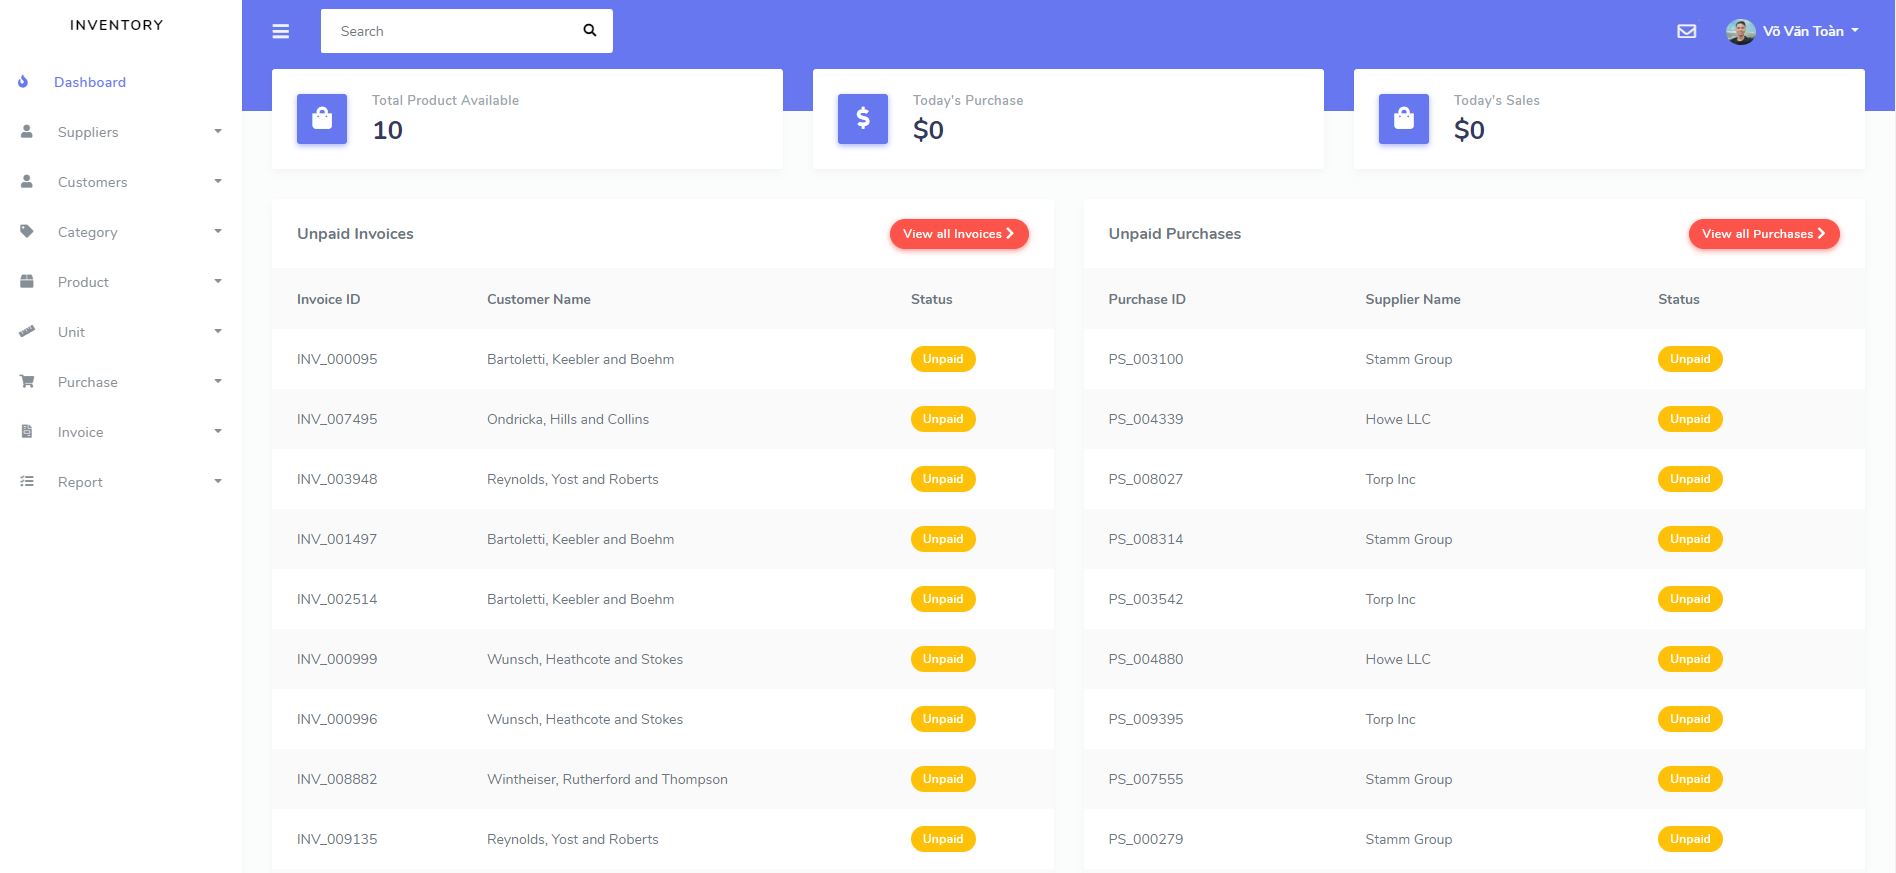 INVENTORY
Search
Võ Văn Toàn
Dashboard
Suppliers
Customers
Category
Product
Unit
Purchase
Invoice
Report
Total Product Available
10
Today's Purchase
$0
Today's Sales
$0
Unpaid Invoices
View all Invoices
Invoice ID Customer Name Status
INV_000095 Bartoletti, Keebler and Boehm Unpaid
INV_007495 Ondricka, Hills and Collins Unpaid
INV_003948 Reynolds, Yost and Roberts Unpaid
INV_001497 Bartoletti, Keebler and Boehm Unpaid
INV_002514 Bartoletti, Keebler and Boehm Unpaid
INV_000999 Wunsch, Heathcote and Stokes Unpaid
INV_000996 Wunsch, Heathcote and Stokes Unpaid
INV_008882 Wintheiser, Rutherford and Thompson Unpaid
INV_009135 Reynolds, Yost and Roberts Unpaid
Unpaid Purchases
View all Purchases
Purchase ID Supplier Name Status
PS_003100 Stamm Group Unpaid
PS_004339 Howe LLC Unpaid
PS_008027 Torp Inc Unpaid
PS_008314 Stamm Group Unpaid
PS_003542 Torp Inc Unpaid
PS_004880 Howe LLC Unpaid
PS_009395 Torp Inc Unpaid
PS_007555 Stamm Group Unpaid
PS_000279 Stamm Group Unpaid